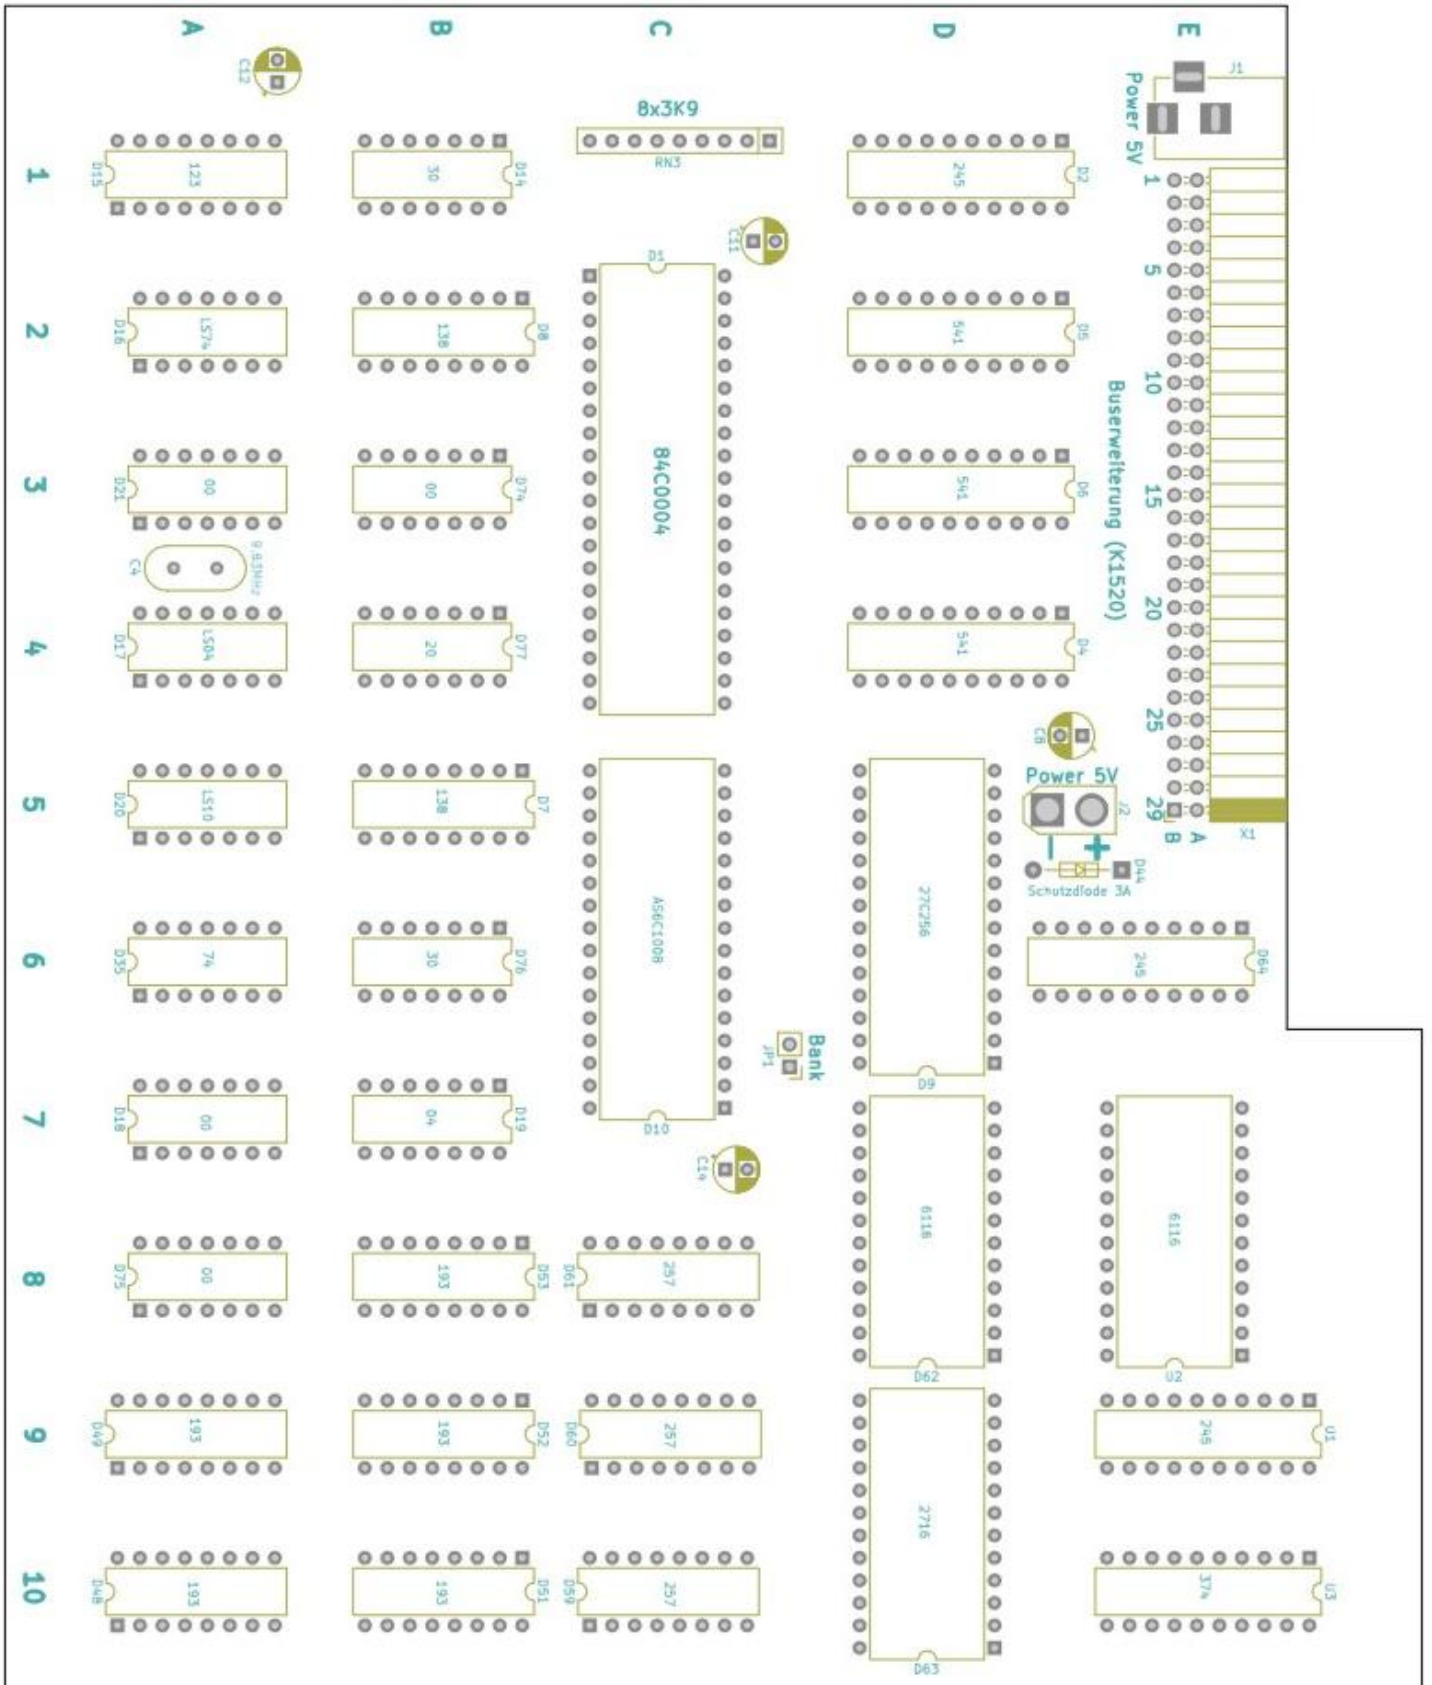 A
B
C
D
E
C12
J1
Power 5V
8x3K9
RN3
1
D15
123
30
D14
245
D2
1
C11
D1
5
2
D16
LS74
138
D8
541
D5
10
Buserweiterung (K1520)
84C0004
3
D21
00
00
D74
541
D6
15
C4
9,83MHz
20
4
D17
LS04
20
D77
541
D4
25
C8
Power 5V
5
D20
LS10
138
D7
J2
29
B A
X1
- +
D44
Schutzdiode 3A
AS6C1008
27C256
6
D35
74
30
D76
245
D64
JP1
Bank
D9
7
D18
00
04
D19
D10
C14
6116
6116
8
D75
00
193
D53
D61
257
D62
U2
9
D49
193
193
D52
D60
257
245
U1
2716
10
D48
193
193
D51
D59
257
374
U3
D63